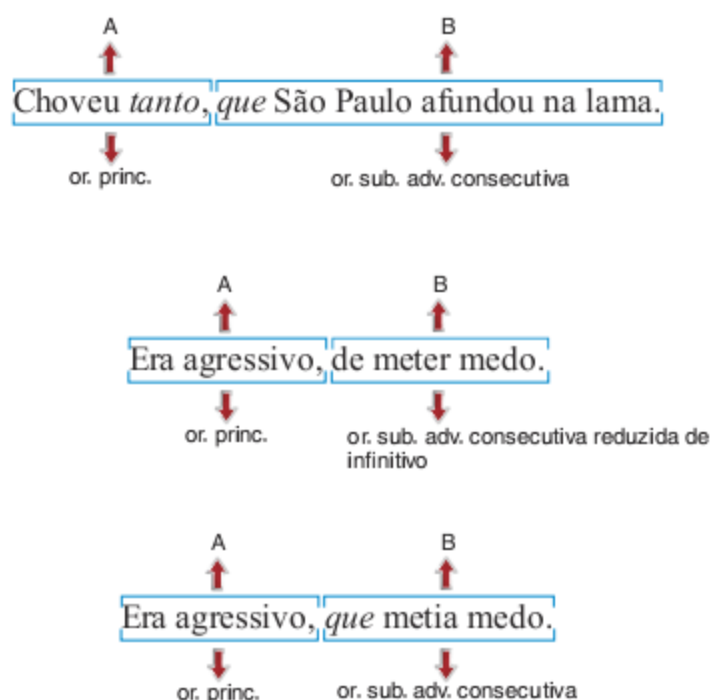 A B
Choveu tanto, que São Paulo afundou na lama.
or. princ. or. sub. adv. consecutiva
A B
Era agressivo, de meter medo.
or. princ. or. sub. adv. consecutiva reduzida de
infinitivo
A B
Era agressivo, que metia medo.
or. princ. or. sub. adv. consecutiva